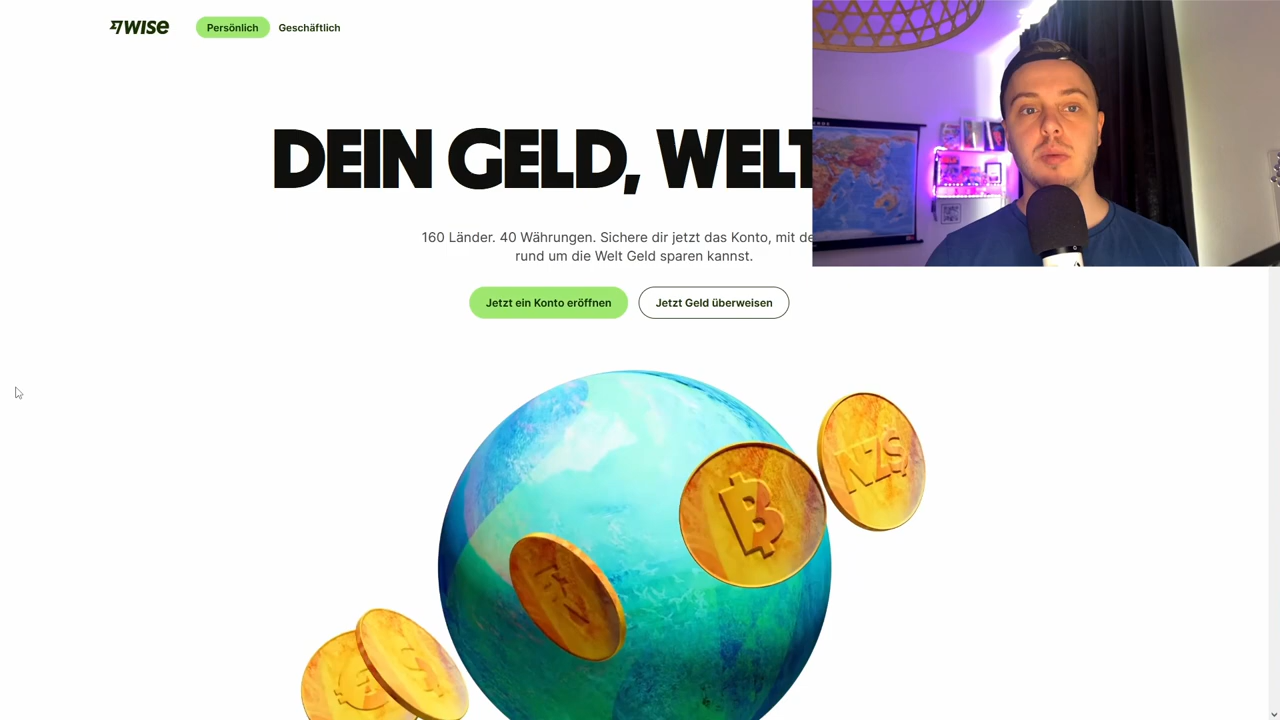 WISE
Persönlich
Geschäftlich
DEIN GELD, WELT
160 Länder. 40 Währungen. Sichere dir jetzt das Konto, mit de
rund um die Welt Geld sparen kannst.
Jetzt ein Konto eröffnen
Jetzt Geld überweisen
NZ$